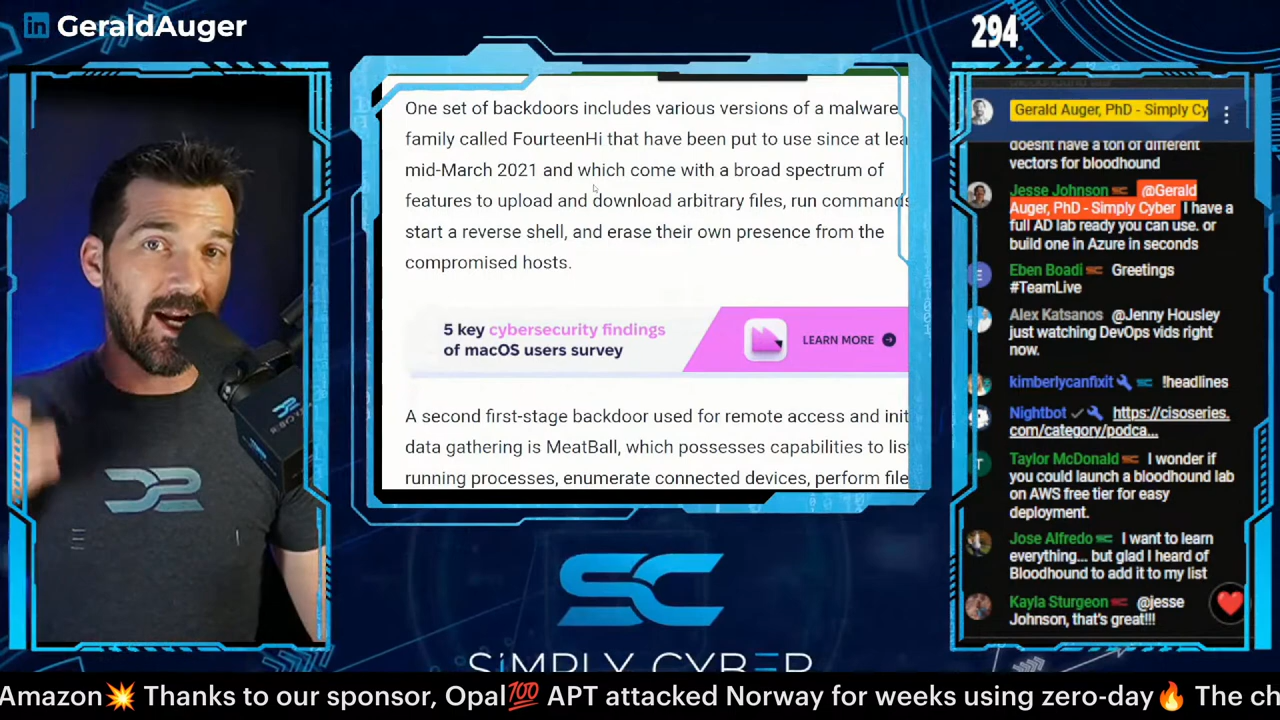 in GeraldAuger
294
One set of backdoors includes various versions of a malware
family called FourteenHi that have been put to use since at lea
mid-March 2021 and which come with a broad spectrum of
features to upload and download arbitrary files, run commands
start a reverse shell, and erase their own presence from the
compromised hosts.
5 key cybersecurity findings
of macOS users survey
LEARN MORE
A second first-stage backdoor used for remote access and init
data gathering is MeatBall, which possesses capabilities to list
running processes, enumerate connected devices, perform file
Gerald Auger, PhD - Simply Cy
doesnt have a ton of different
vectors for bloodhound
Jesse Johnson @Gerald
Auger, PhD - Simply Cyber I have a
full AD lab ready you can use. or
build one in Azure in seconds
Eben Boadi Greetings
#TeamLive
Alex Katsanos @Jenny Housley
just watching DevOps vids right
now.
kimberlycanfixit !headlines
Nightbot https://cisoseries.
com/category/podca...
Taylor McDonald I wonder if
you could launch a bloodhound lab
on AWS free tier for easy
deployment.
Jose Alfredo I want to learn
everything... but glad I heard of
Bloodhound to add it to my list
Kayla Sturgeon @jesse
Johnson, that's great!!!
SC
SIMPLY CYBER
Amazon💥 Thanks to our sponsor, Opal💯 APT attacked Norway for weeks using zero-day🔥 The ch